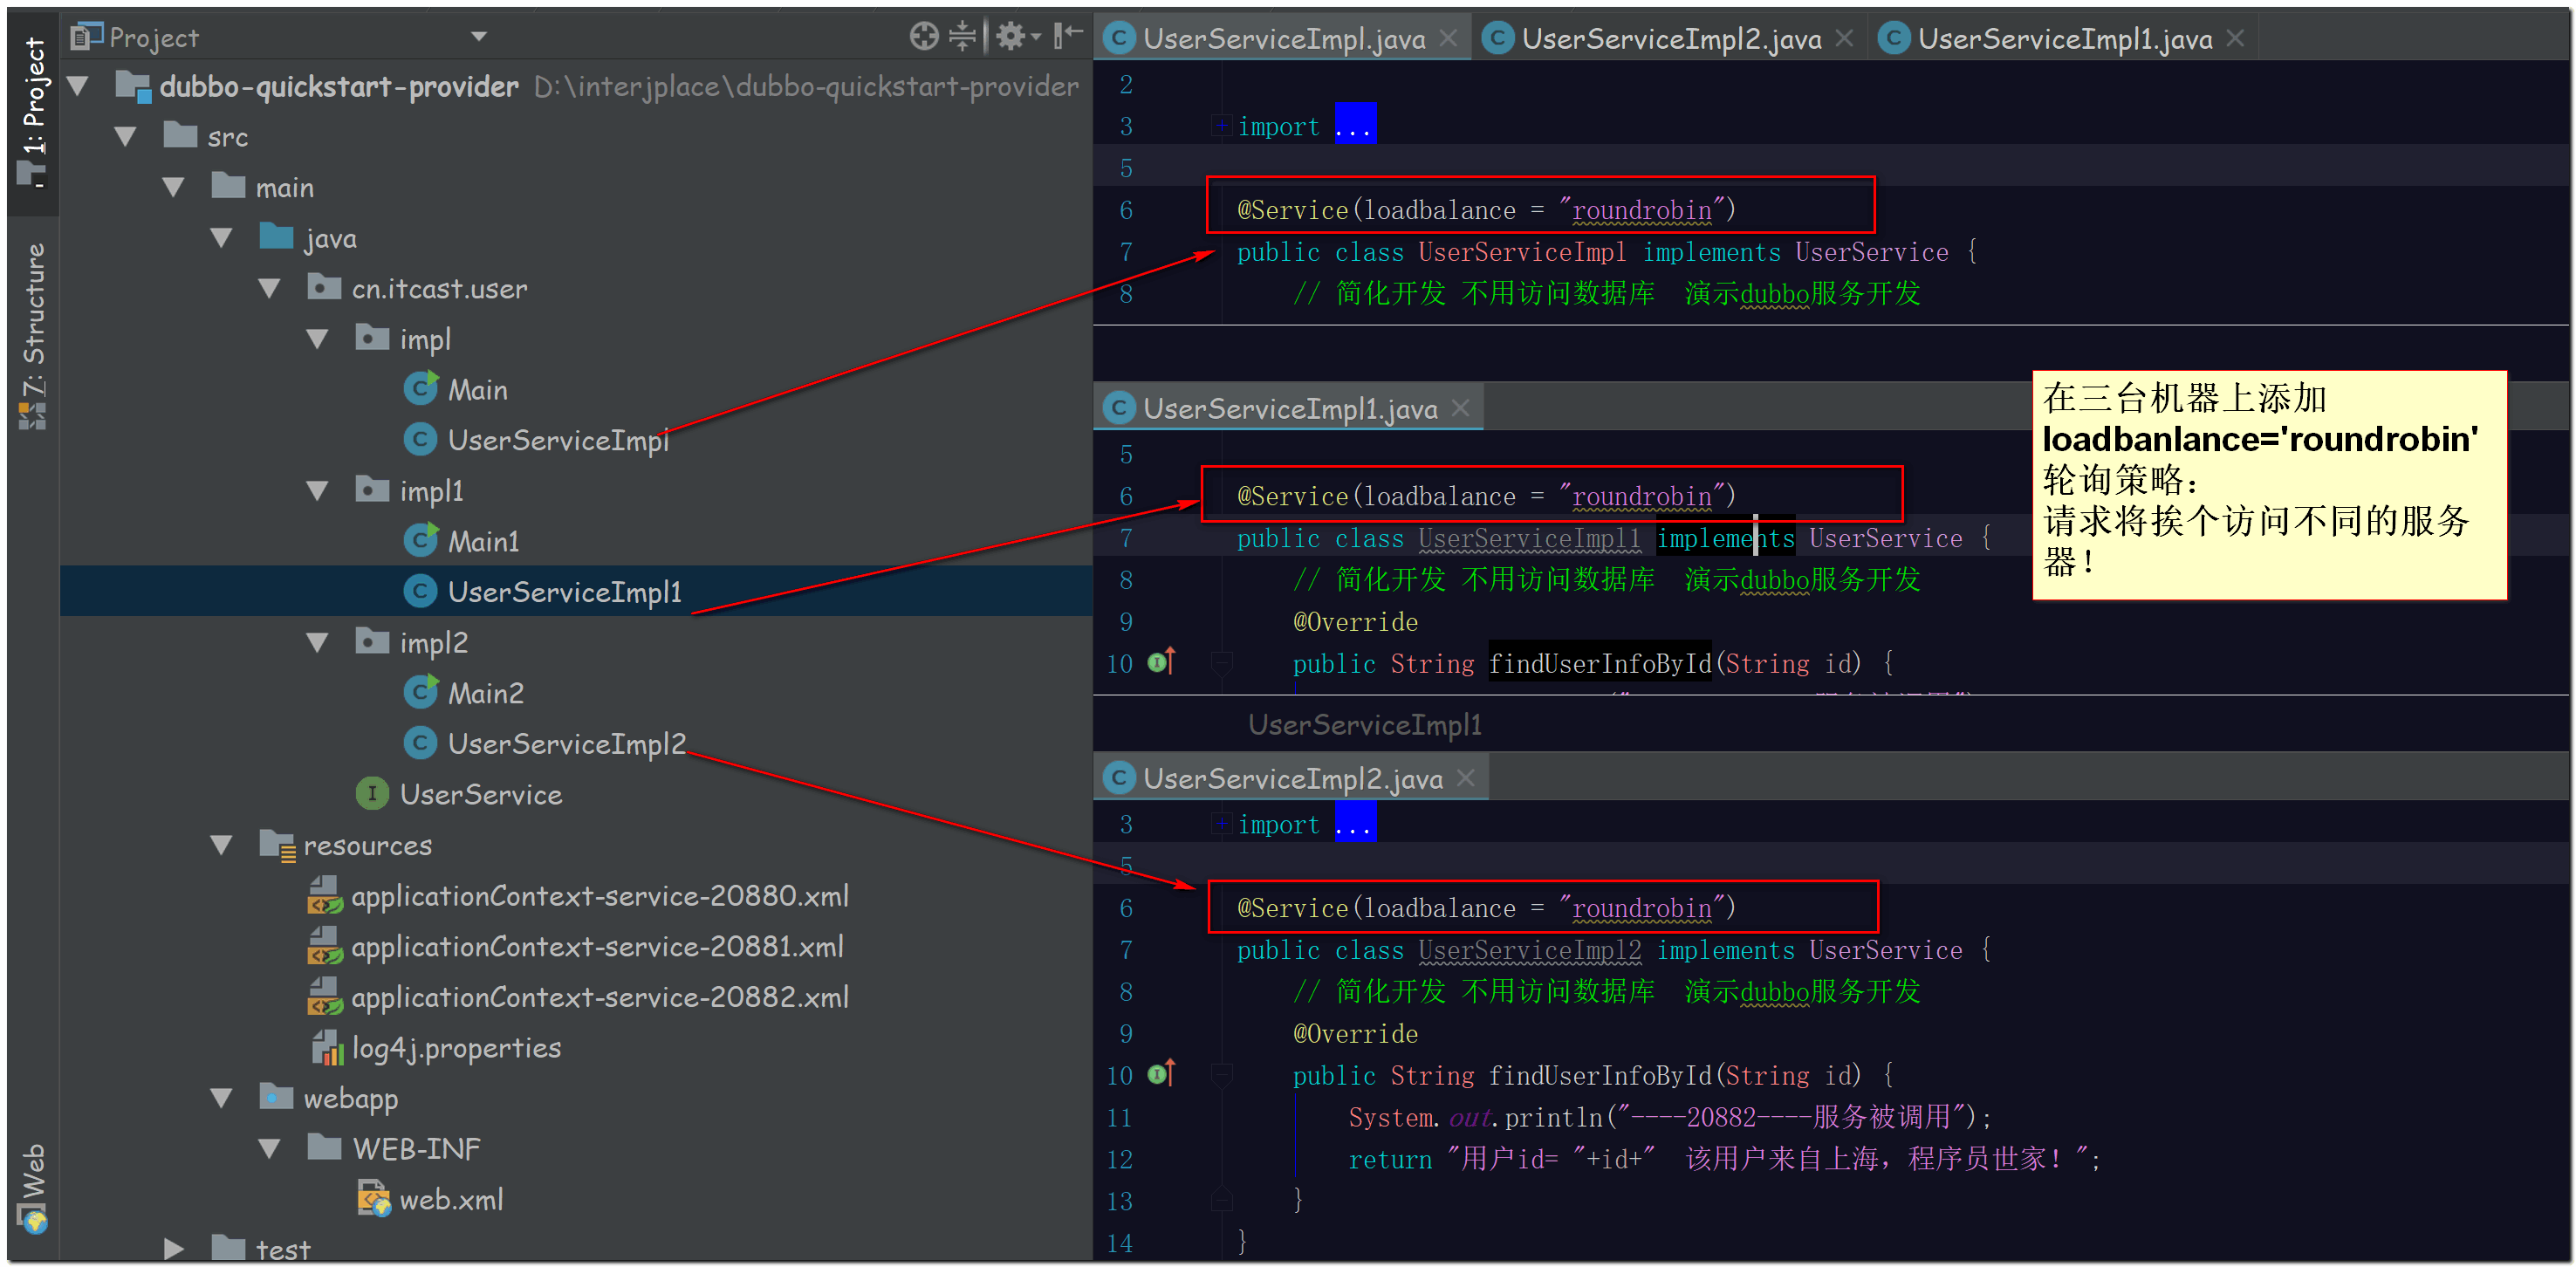 1: Project
7: Structure
Web
Project
dubbo-quickstart-provider D:\interjplace\dubbo-quickstart-provider
src
main
java
cn.itcast.user
impl
Main
UserServiceImpl
impl1
Main1
UserServiceImpl1
impl2
Main2
UserServiceImpl2
UserService
resources
applicationContext-service-20880.xml
applicationContext-service-20881.xml
applicationContext-service-20882.xml
log4j.properties
webapp
WEB-INF
web.xml
test
UserServiceImpl.java UserServiceImpl2.java UserServiceImpl1.java
2
3 import ...
5
6 @Service(loadbalance = "roundrobin")
7 public class UserServiceImpl implements UserService {
8 // 简化开发 不用访问数据库 演示dubbo服务开发
UserServiceImpl1.java
5
6 @Service(loadbalance = "roundrobin")
7 public class UserServiceImpl1 implements UserService {
8 // 简化开发 不用访问数据库 演示dubbo服务开发
9 @Override
10 public String findUserInfoById(String id) {
UserServiceImpl1
UserServiceImpl2.java
3 import ...
5
6 @Service(loadbalance = "roundrobin")
7 public class UserServiceImpl2 implements UserService {
8 // 简化开发 不用访问数据库 演示dubbo服务开发
9 @Override
10 public String findUserInfoById(String id) {
11 System.out.println("----20882----服务被调用");
12 return "用户id= "+id+" 该用户来自上海，程序员世家！";
13 }
14 }
在三台机器上添加
loadbanlance='roundrobin'
轮询策略：
请求将挨个访问不同的服务
器！